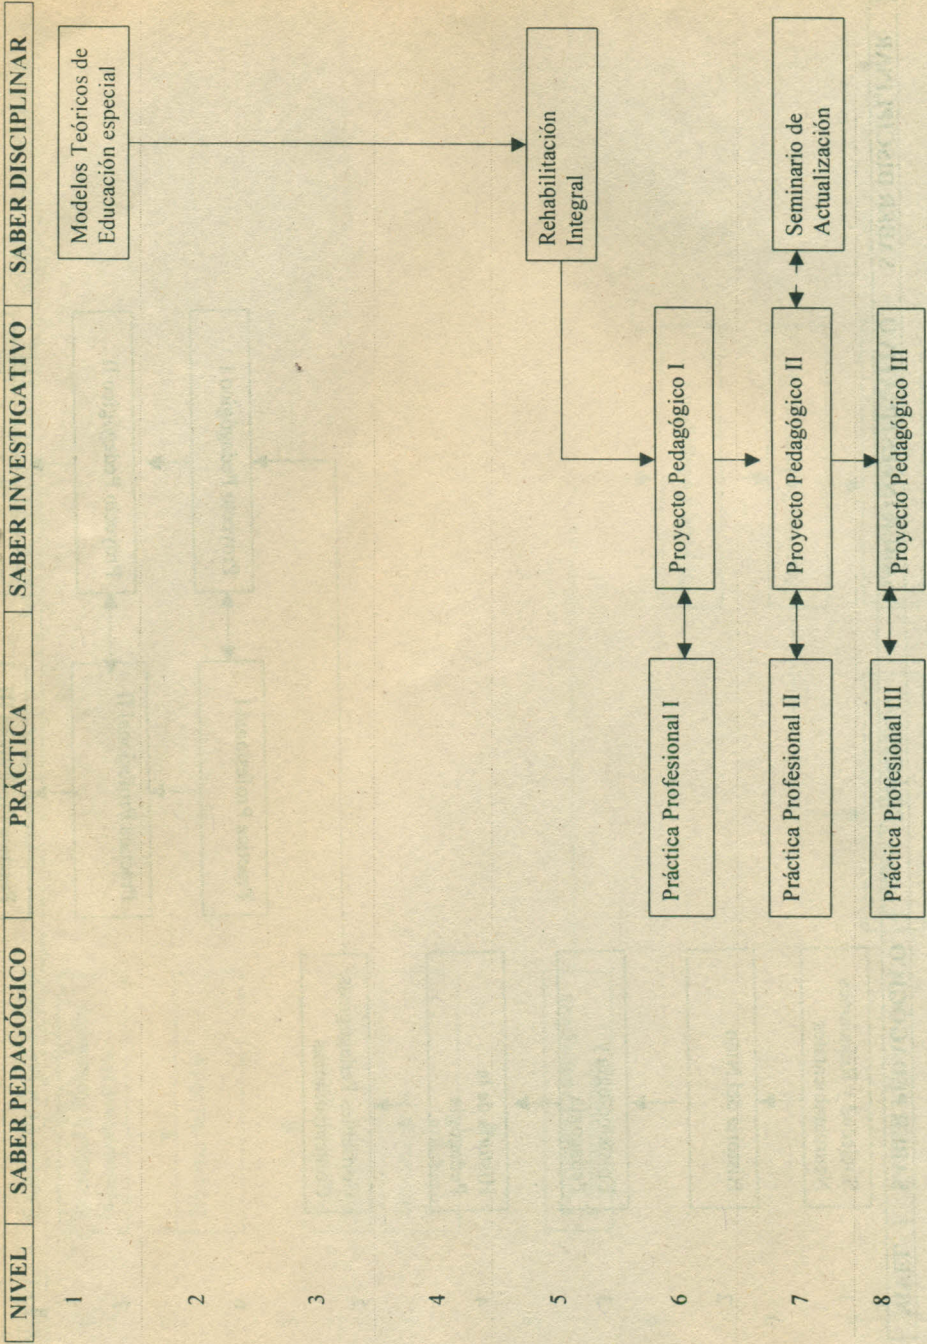 NIVEL SABER PEDAGÓGICO PRÁCTICA SABER INVESTIGATIVO SABER DISCIPLINAR
1
Modelos Teóricos de
Educación especial
2
3
4
5
Rehabilitación
Integral
6
Práctica Profesional I
Proyecto Pedagógico I
7
Práctica Profesional II
Proyecto Pedagógico II
Seminario de
Actualización
8
Práctica Profesional III
Proyecto Pedagógico III